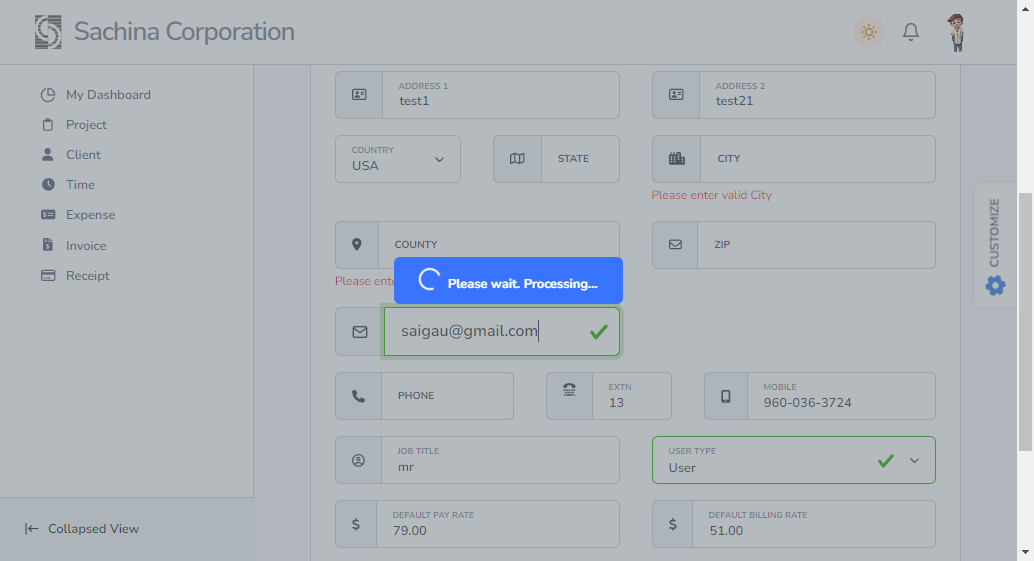 Sachina Corporation
My Dashboard
Project
Client
Time
Expense
Invoice
Receipt
Collapsed View
ADDRESS 1
test1
ADDRESS 2
test21
COUNTRY
USA
STATE
CITY
Please enter valid City
COUNTY
ZIP
Please
Please wait. Processing...
saigau@gmail.com
PHONE
EXTN
13
MOBILE
960-036-3724
JOB TITLE
mr
USER TYPE
User
DEFAULT PAY RATE
79.00
DEFAULT BILLING RATE
51.00
CUSTOMIZE